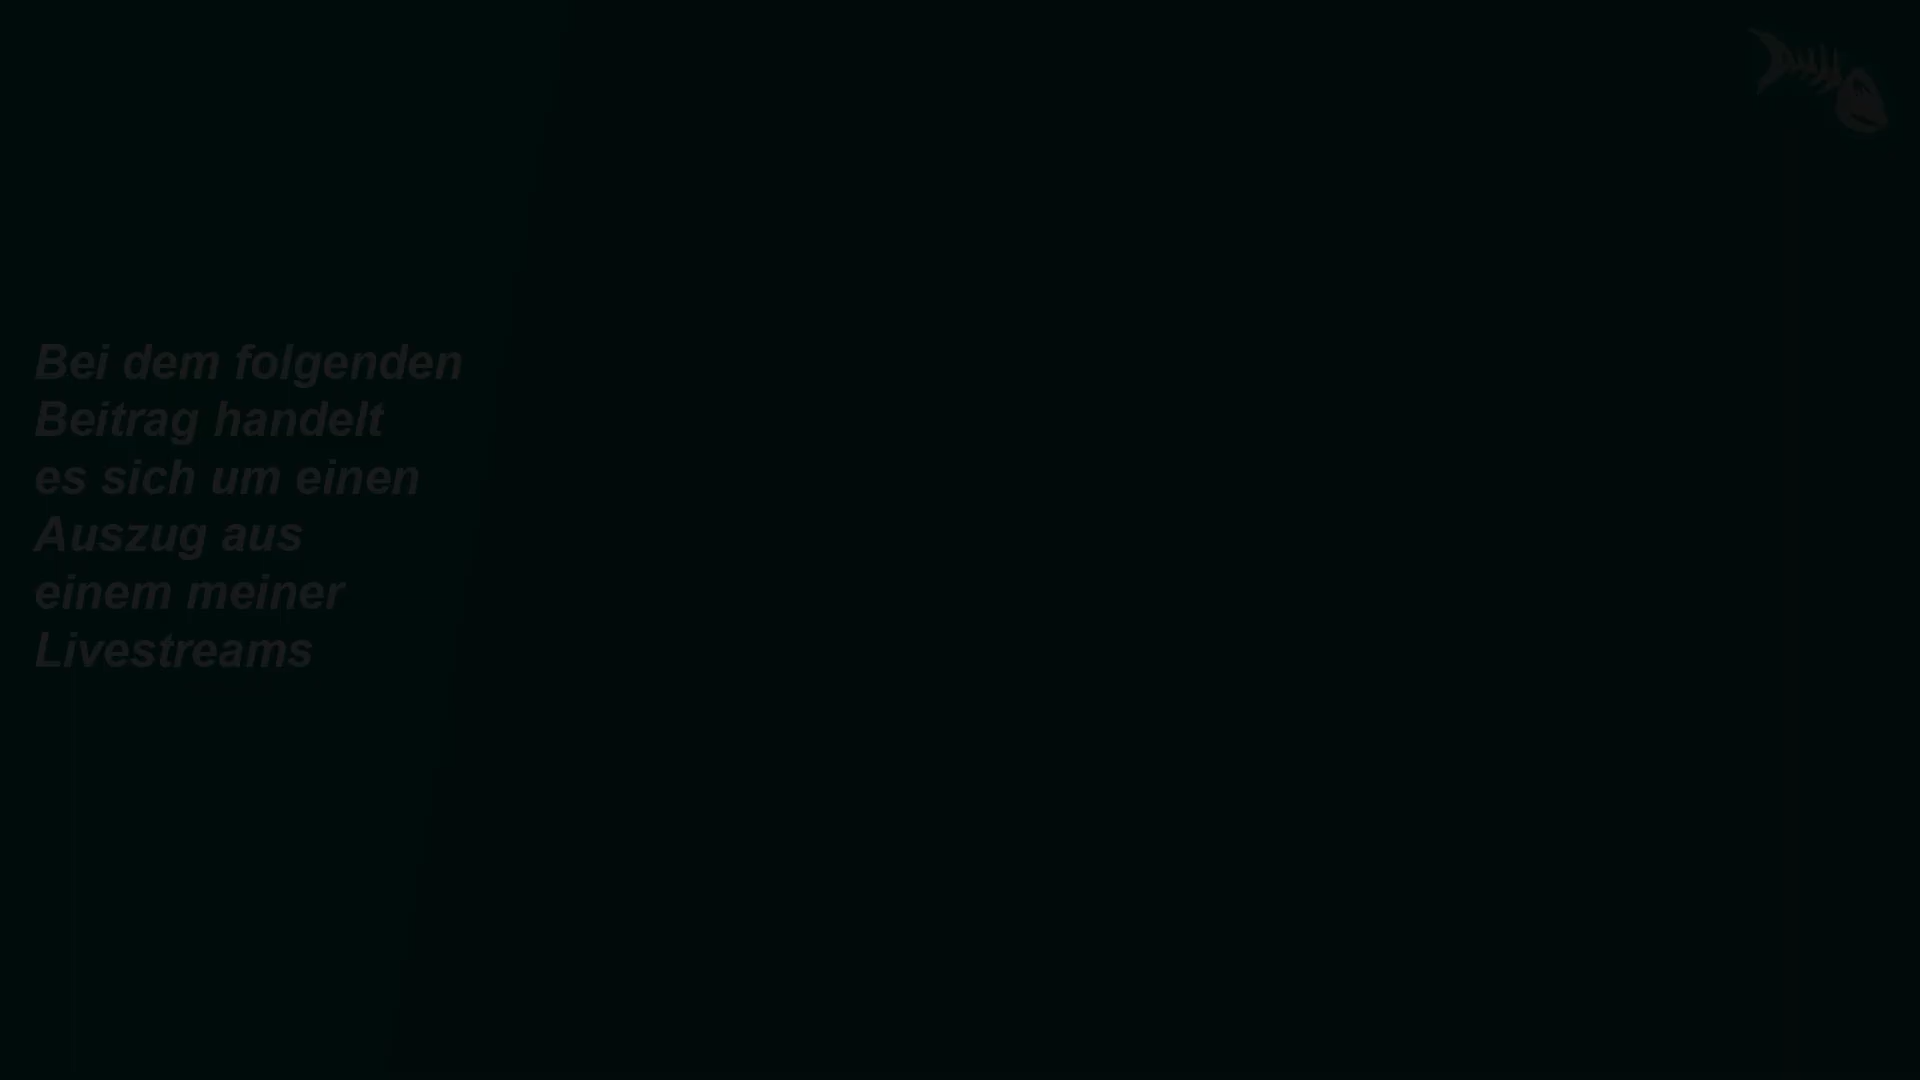 Bei dem folgenden
Beitrag handelt
es sich um einen
Auszug aus
einem meiner
Livestreams